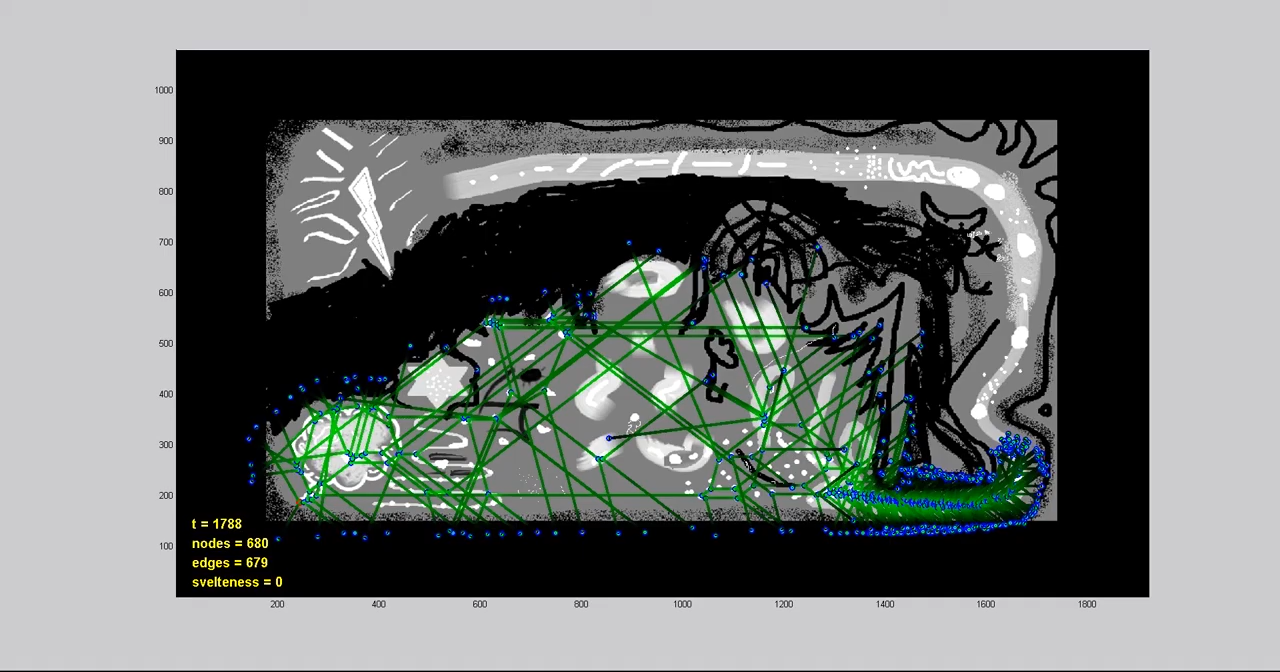 1000
900
800
700
600
500
400
300
200
100
t = 1788
nodes = 680
edges = 679
svelteness = 0
200 400 600 800 1000 1200 1400 1600 1800